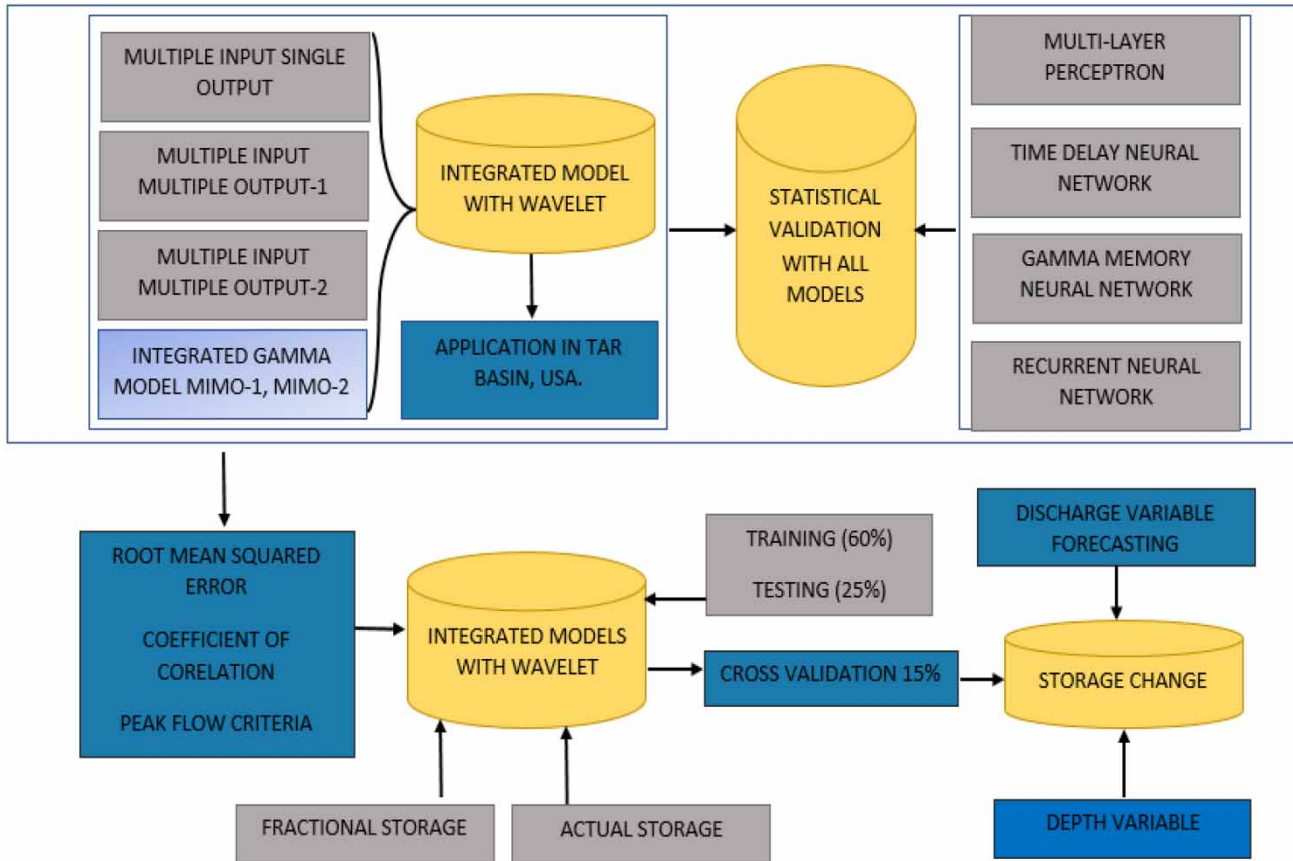 MULTIPLE INPUT SINGLE
OUTPUT
MULTIPLE INPUT
MULTIPLE OUTPUT-1
MULTIPLE INPUT
MULTIPLE OUTPUT-2
INTEGRATED GAMMA
MODEL MIMO-1, MIMO-2
INTEGRATED MODEL
WITH WAVELET
APPLICATION IN TAR
BASIN, USA.
STATISTICAL
VALIDATION
WITH ALL
MODELS
MULTI-LAYER
PERCEPTRON
TIME DELAY NEURAL
NETWORK
GAMMA MEMORY
NEURAL NETWORK
RECURRENT NEURAL
NETWORK
ROOT MEAN SQUARED
ERROR
COEFFICIENT OF
CORELATION
PEAK FLOW CRITERIA
INTEGRATED MODELS
WITH WAVELET
TRAINING (60%)
TESTING (25%)
CROSS VALIDATION 15%
DISCHARGE VARIABLE
FORECASTING
STORAGE CHANGE
FRACTIONAL STORAGE
ACTUAL STORAGE
DEPTH VARIABLE